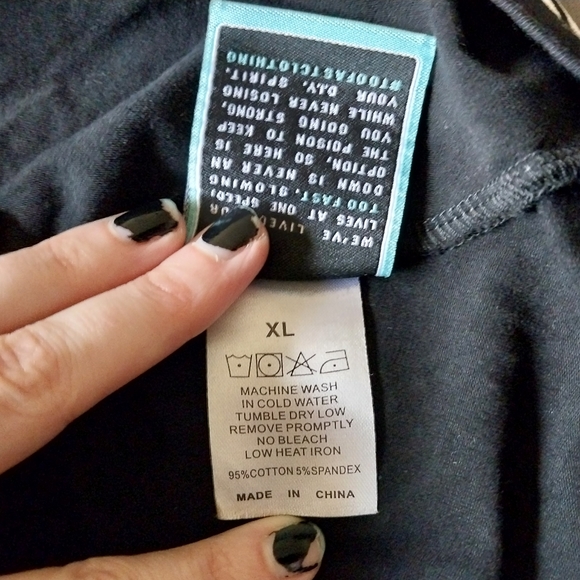 WE'VE LIVED OUR
LIVES AT ONE SPEED,
TOO FAST. SLOWING
DOWN IS NEVER AN
OPTION, SO HERE IS
THE POISON TO KEEP
YOU GOING STRONG,
WHILE NEVER LOSING
YOUR D.I.Y. SPIRIT.
#TOOFASTCLOTHING
XL
MACHINE WASH
IN COLD WATER
TUMBLE DRY LOW
REMOVE PROMPTLY
NO BLEACH
LOW HEAT IRON
95%COTTON 5%SPANDEX
MADE IN CHINA